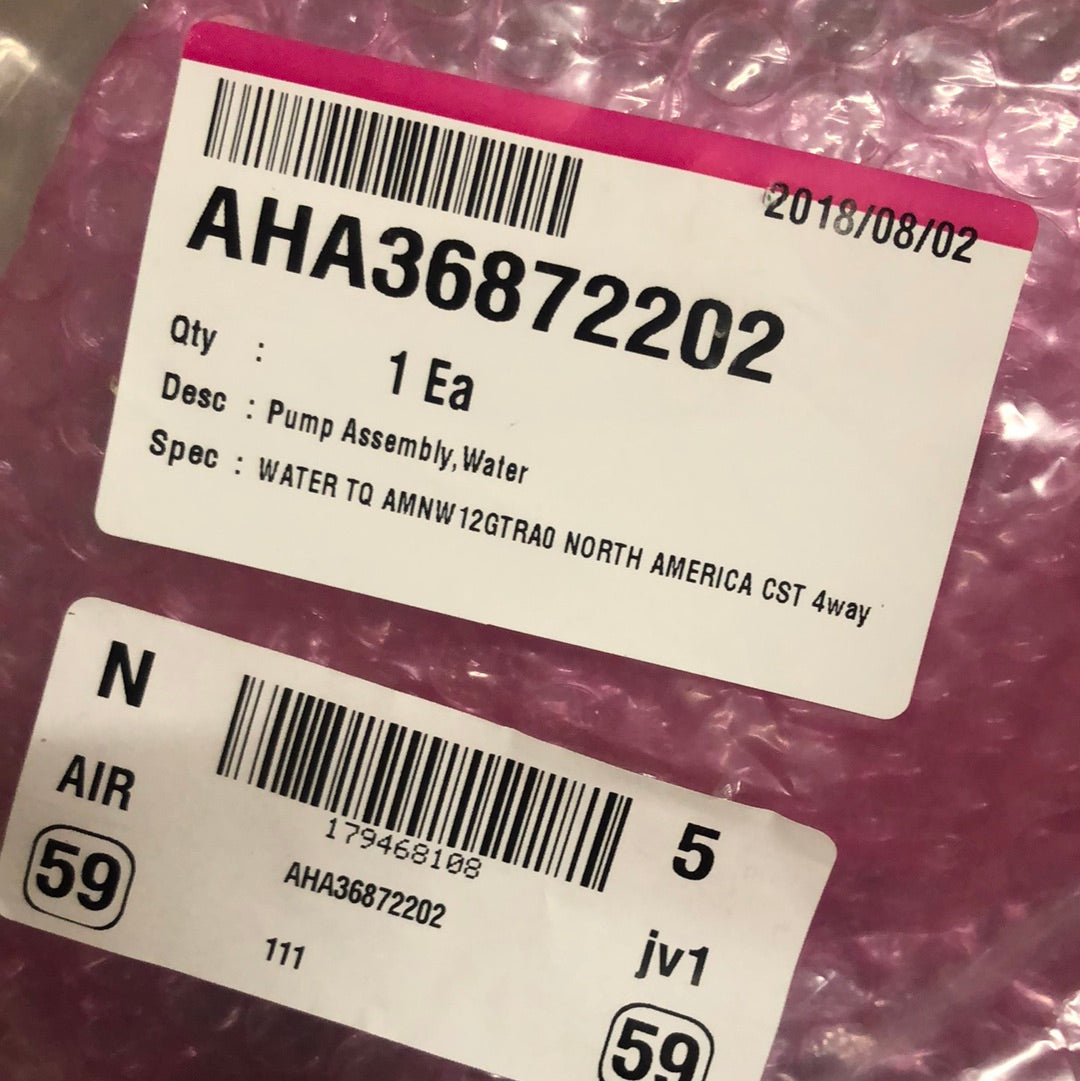 2018/08/02
AHA36872202
Qty : 1 Ea
Desc : Pump Assembly,Water
Spec : WATER TQ AMNW12GTRA0 NORTH AMERICA CST 4way
N
179468108
5
AIR
AHA36872202
jv1
59
111
59